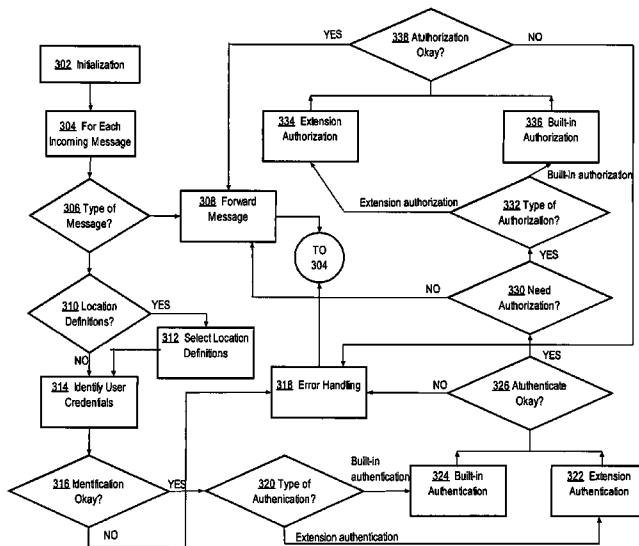 338 Atuthorization
Okay?
YES
NO
302 Initialization
304 For Each
Incoming Message
334 Extension
Authorization
336 Built-in
Authorization
Built-in authorization
Extension authorization
306 Type of
Message?
308 Forward
Message
332 Type of
Authorization?
TO
304
YES
310 Location
Definitions?
YES
NO
330 Need
Authorization?
312 Select Location
Definitions
NO
YES
314 Identify User
Credentials
318 Error Handling
NO
326 Atuthenticate
Okay?
316 Identification
Okay?
YES
320 Type of
Authenication?
Built-in
authentication
324 Built-in
Authentication
322 Extension
Authentication
NO
Extension authentication